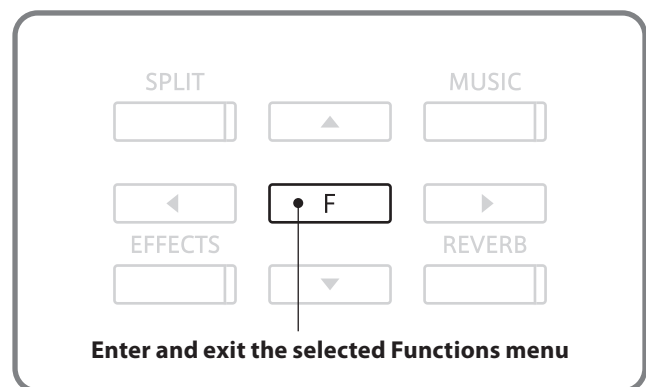 SPLIT
MUSIC
F
EFFECTS
REVERB
Enter and exit the selected Functions menu